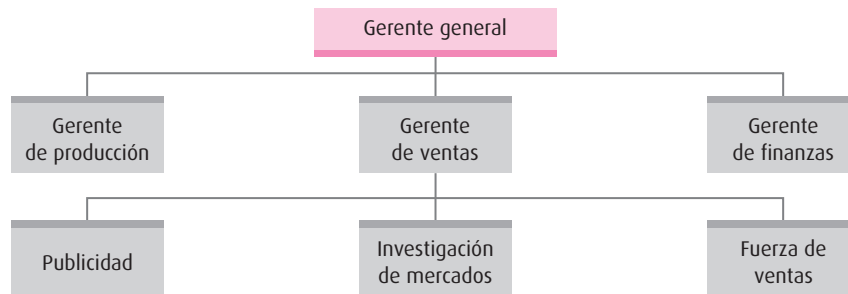 Gerente general
Gerente
de producción
Gerente
de ventas
Gerente
de finanzas
Publicidad
Investigación
de mercados
Fuerza de
ventas